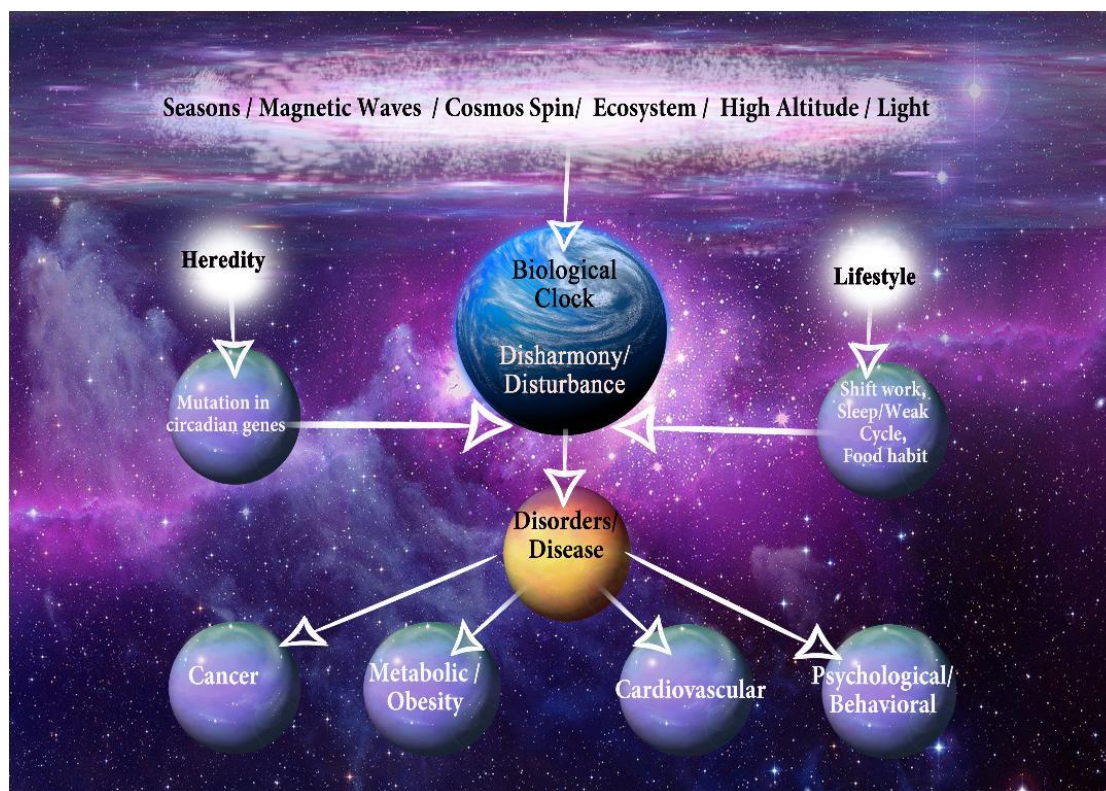 Seasons / Magnetic Waves / Cosmos Spin/ Ecosystem / High Altitude / Light
Heredity
Biological
Clock
Disharmony/
Disturbance
Lifestyle
Mutation in
circadian genes
Shift work,
Sleep/Weak
Cycle,
Food habit
Disorders/
Disease
Cancer
Metabolic /
Obesity
Cardiovascular
Psychological/
Behavioral